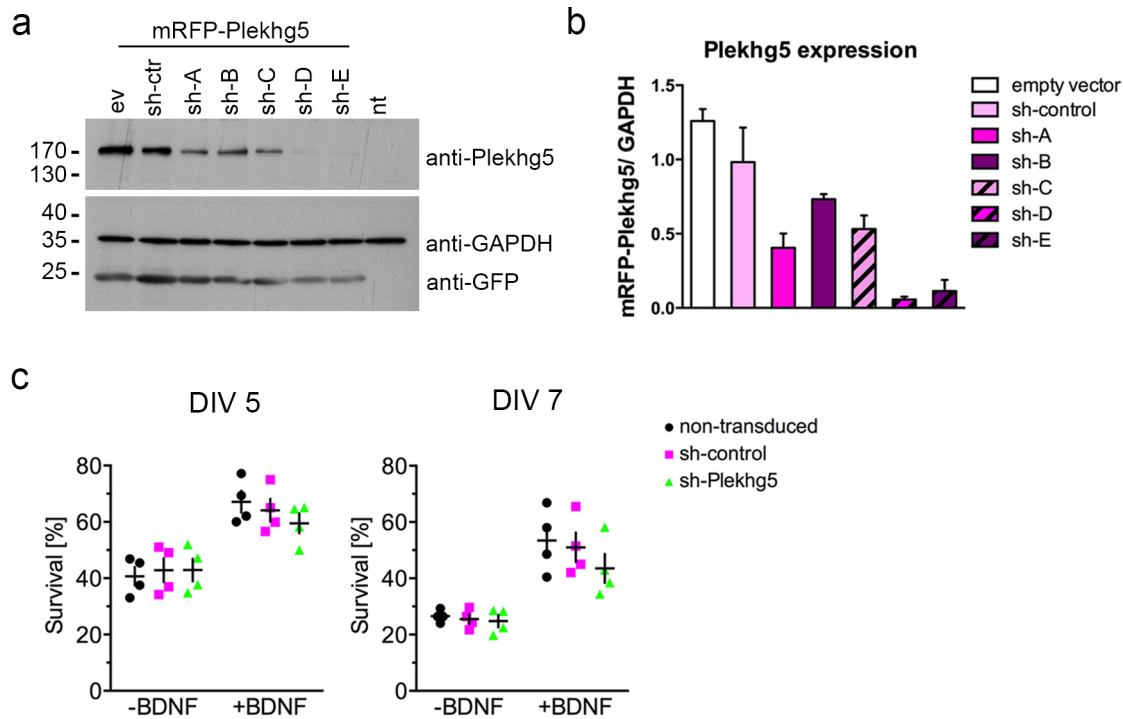 a
mRFP-Plekhg5
ev
sh-ctr
sh-A
sh-B
sh-C
sh-D
sh-E
nt
170
130
anti-Plekhg5
40
35
25
anti-GAPDH
anti-GFP
b
Plekhg5 expression
mRFP-Plekhg5/ GAPDH
1.5
1.0
0.5
0.0
empty vector
sh-control
sh-A
sh-B
sh-C
sh-D
sh-E
c
DIV 5
Survival [%]
80
60
40
20
0
-BDNF
+BDNF
DIV 7
Survival [%]
80
60
40
20
0
-BDNF
+BDNF
non-transduced
sh-control
sh-Plekhg5